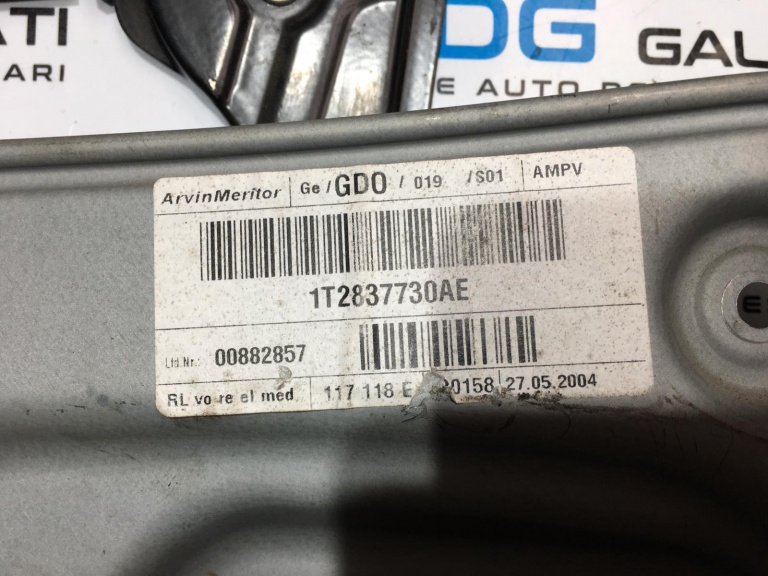 ATI
DG GAL
ARI
E AUTO
ArvinMeritor Ge/GDO/ 019 /S01 AMPV
1T2837730AE
Lfd.Nr.: 00882857
RL vo re el med. 117 118 E 20158 27.05.2004